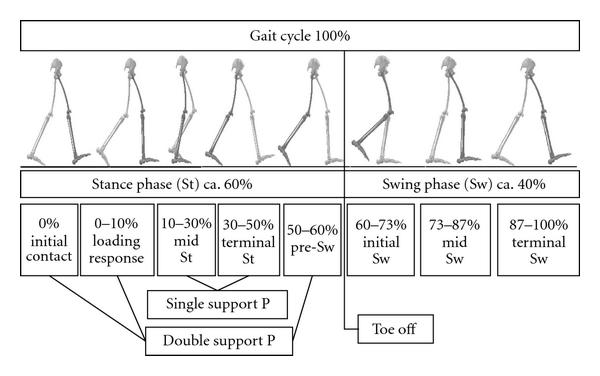 Gait cycle 100%
Stance phase (St) ca. 60%
Swing phase (Sw) ca. 40%
0%
initial
contact
0–10%
loading
response
10–30%
mid
St
30–50%
terminal
St
50–60%
pre-Sw
60–73%
initial
Sw
73–87%
mid
Sw
87–100%
terminal
Sw
Single support P
Double support P
Toe off